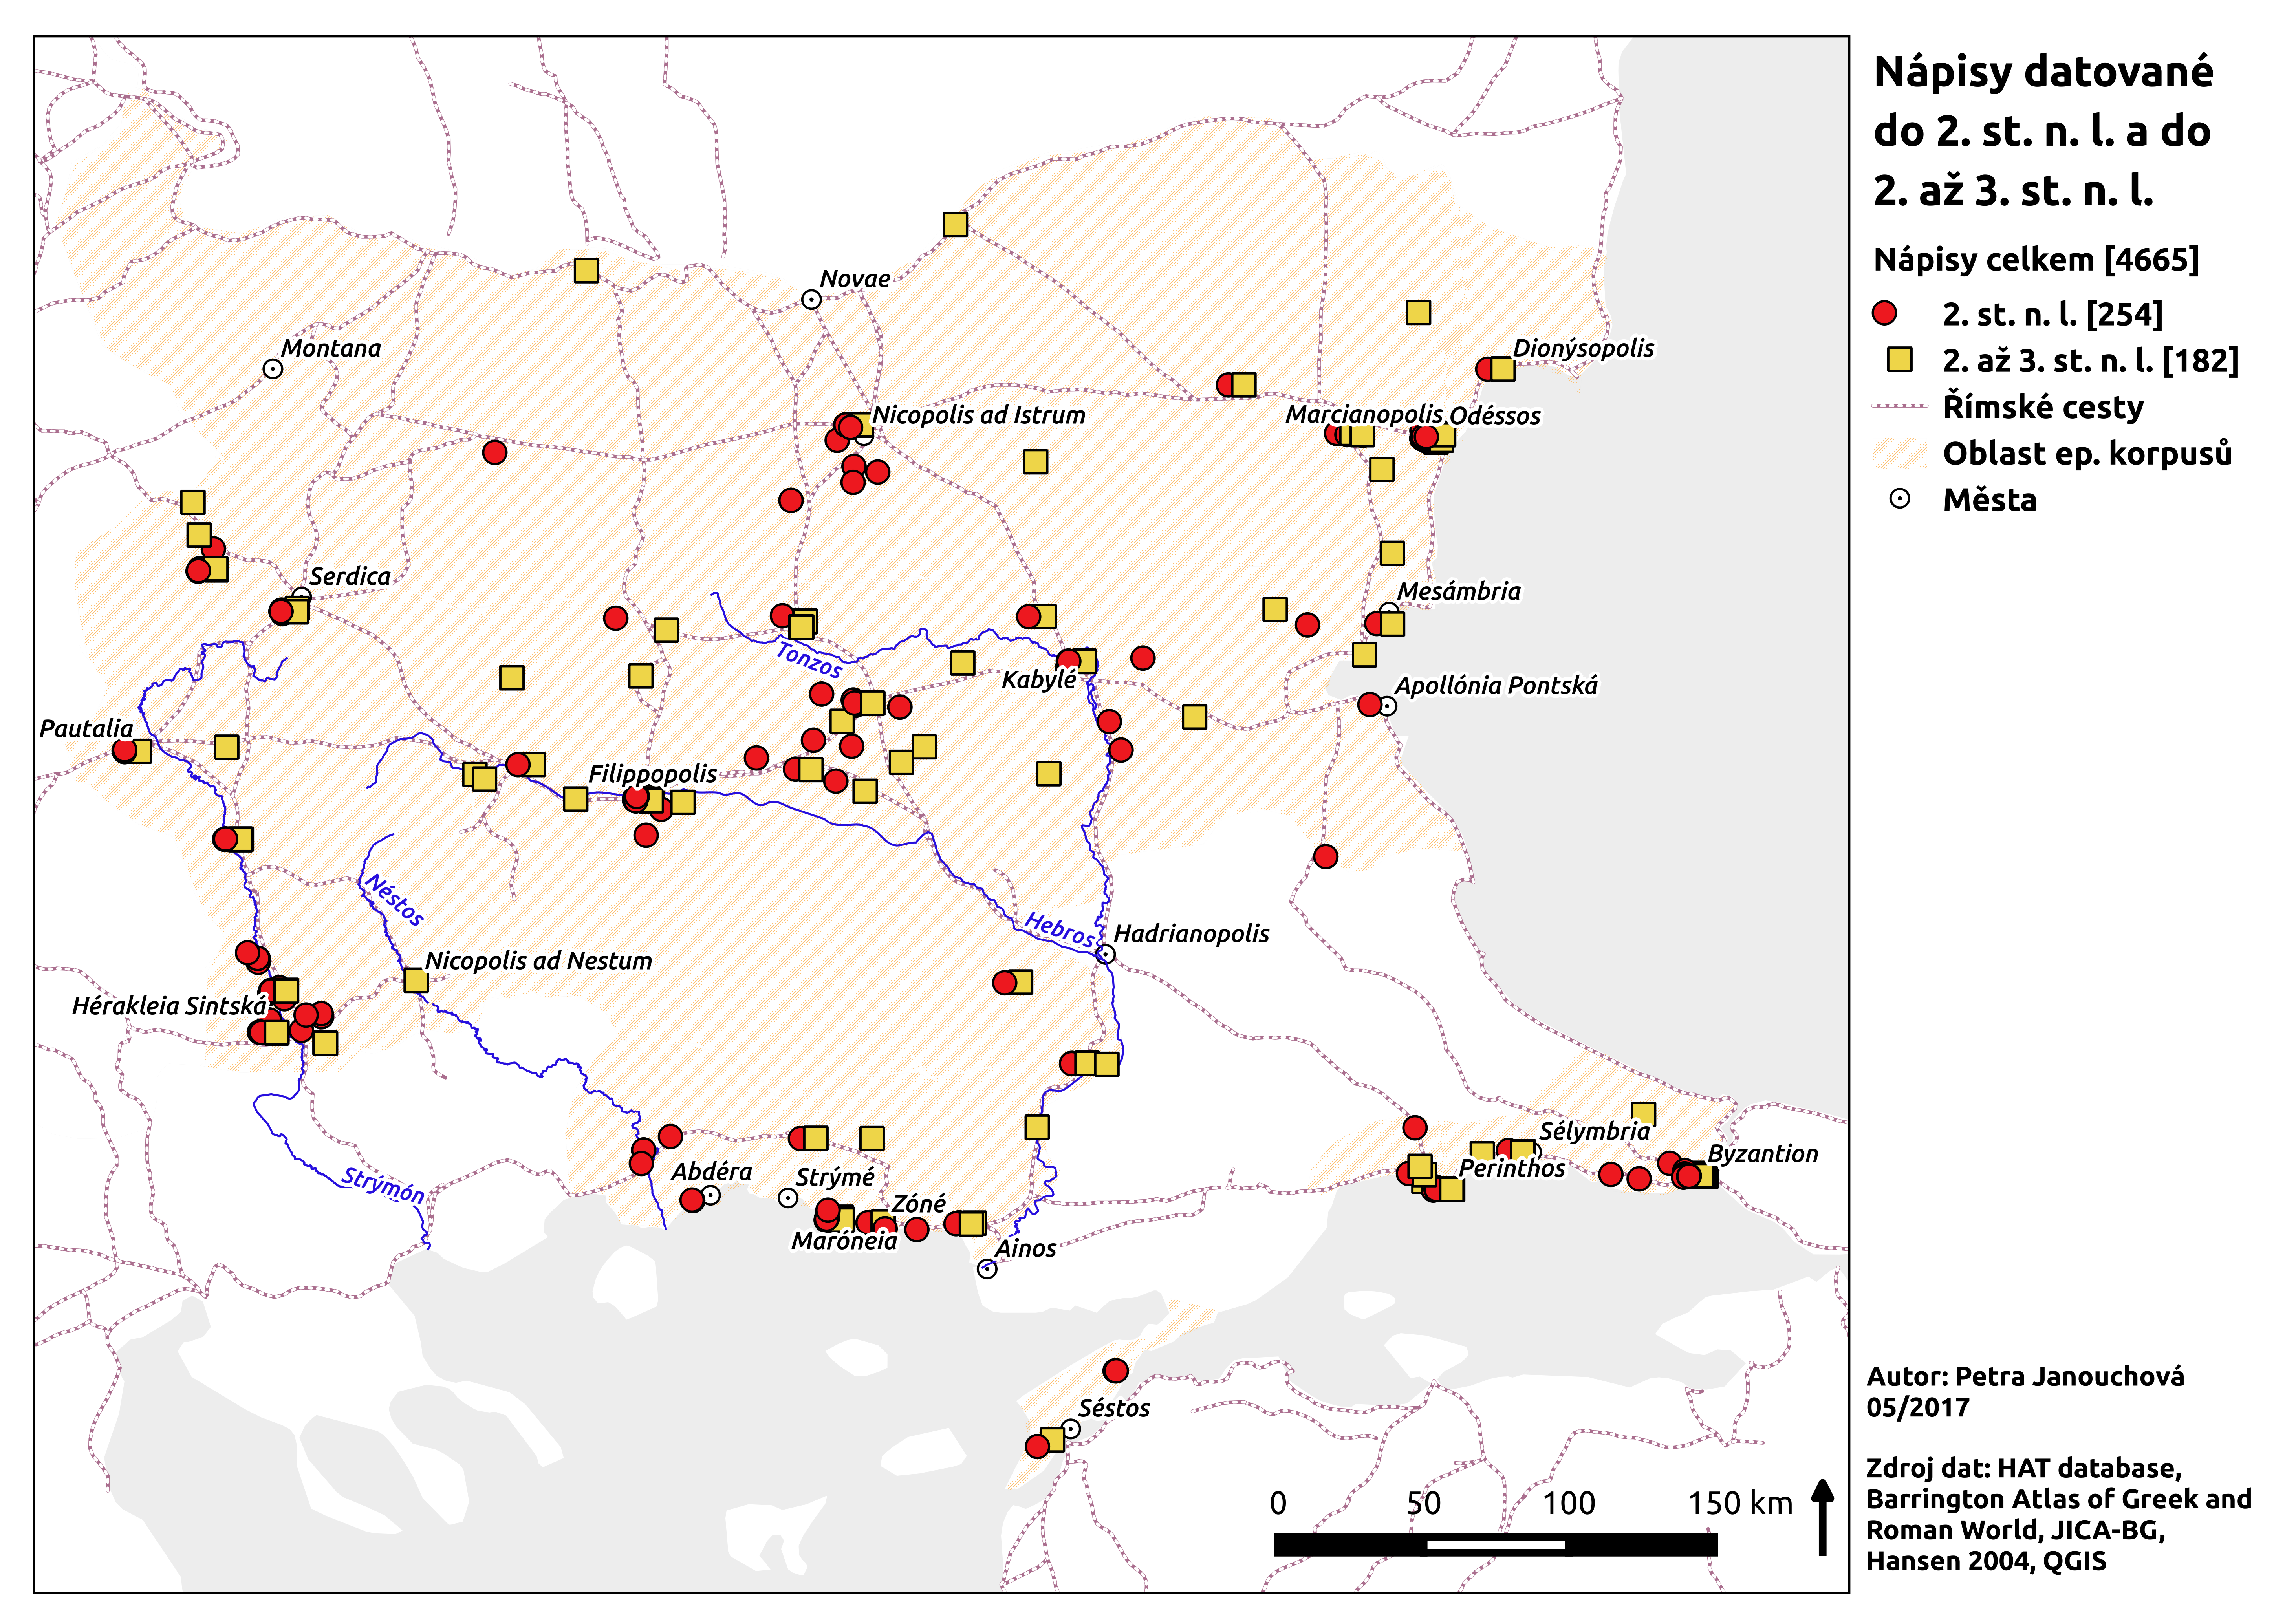 Nápisy datované
do 2. st. n. l. a do
2. až 3. st. n. l.
Nápisy celkem [4665]
2. st. n. l. [254]
2. až 3. st. n. l. [182]
Římské cesty
Oblast ep. korpusů
Města
Novae
Montana
Dionýsopolis
Nicopolis ad Istrum
Marcianopolis
Odéssos
Serdica
Mesámbria
Tonzos
Kabylé
Apollónia Pontská
Pautalia
Filippopolis
Néstos
Hebros
Hadrianopolis
Nicopolis ad Nestum
Hérakleia Sintská
Sélymbria
Byzantion
Perinthos
Abdéra
Strýmé
Strýmón
Zóné
Maróneia
Ainos
Séstos
0 50 100 150 km
Autor: Petra Janouchová
05/2017
Zdroj dat: HAT database,
Barrington Atlas of Greek and
Roman World, JICA-BG,
Hansen 2004, QGIS